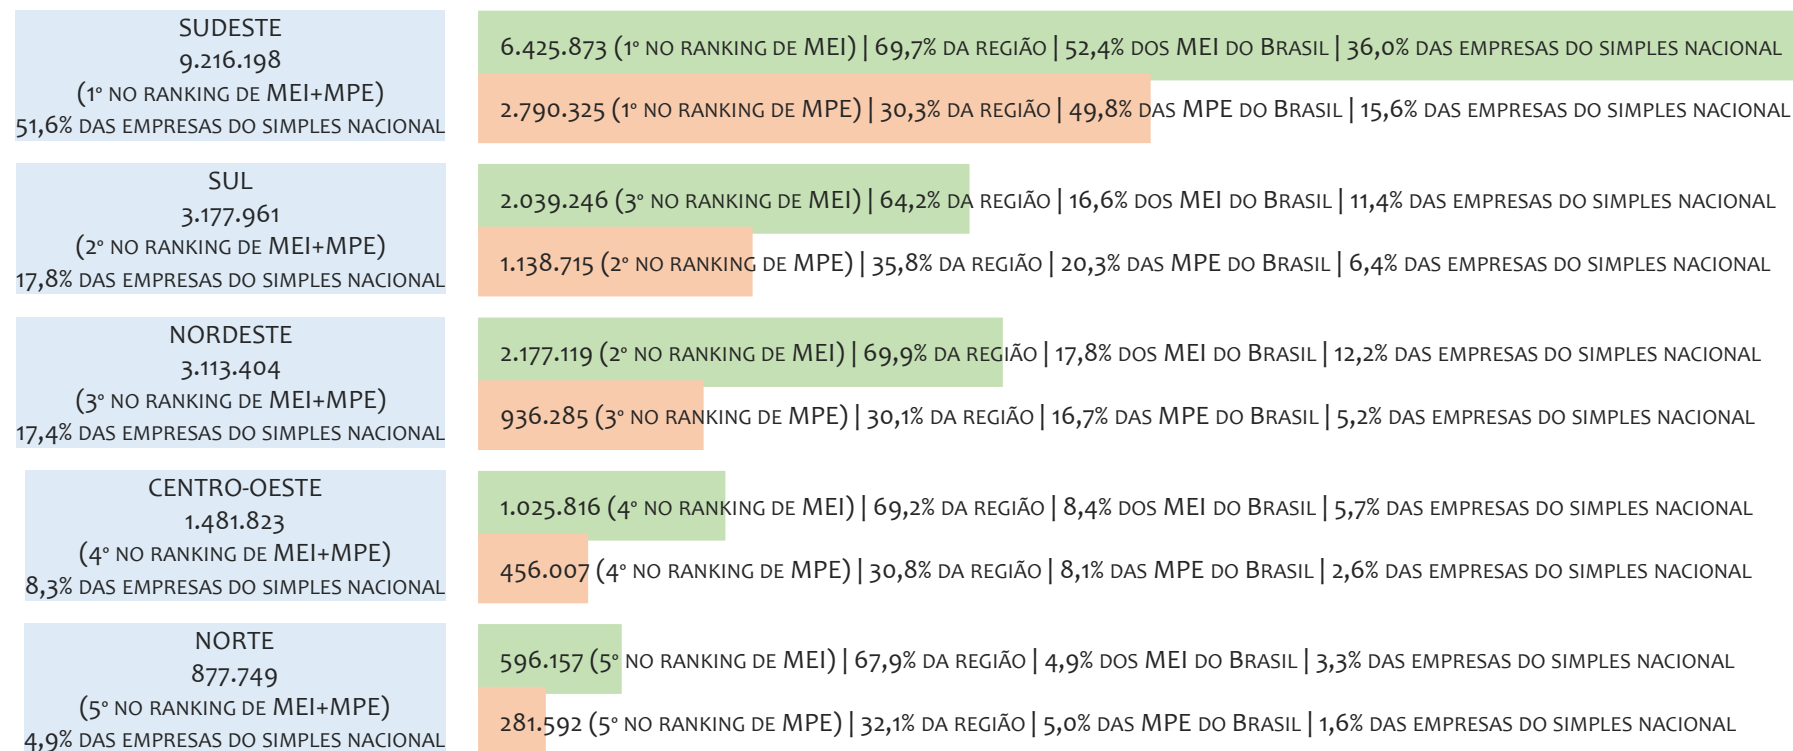 SUDESTE
9.216.198
(1º NO RANKING DE MEI+MPE)
51,6% DAS EMPRESAS DO SIMPLES NACIONAL
6.425.873 (1º NO RANKING DE MEI) | 69,7% DA REGIÃO | 52,4% DOS MEI DO BRASIL | 36,0% DAS EMPRESAS DO SIMPLES NACIONAL
2.790.325 (1º NO RANKING DE MPE) | 30,3% DA REGIÃO | 49,8% DAS MPE DO BRASIL | 15,6% DAS EMPRESAS DO SIMPLES NACIONAL
SUL
3.177.961
(2º NO RANKING DE MEI+MPE)
17,8% DAS EMPRESAS DO SIMPLES NACIONAL
2.039.246 (3º NO RANKING DE MEI) | 64,2% DA REGIÃO | 16,6% DOS MEI DO BRASIL | 11,4% DAS EMPRESAS DO SIMPLES NACIONAL
1.138.715 (2º NO RANKING DE MPE) | 35,8% DA REGIÃO | 20,3% DAS MPE DO BRASIL | 6,4% DAS EMPRESAS DO SIMPLES NACIONAL
NORDESTE
3.113.404
(3º NO RANKING DE MEI+MPE)
17,4% DAS EMPRESAS DO SIMPLES NACIONAL
2.177.119 (2º NO RANKING DE MEI) | 69,9% DA REGIÃO | 17,8% DOS MEI DO BRASIL | 12,2% DAS EMPRESAS DO SIMPLES NACIONAL
936.285 (3º NO RANKING DE MPE) | 30,1% DA REGIÃO | 16,7% DAS MPE DO BRASIL | 5,2% DAS EMPRESAS DO SIMPLES NACIONAL
CENTRO-OESTE
1.481.823
(4º NO RANKING DE MEI+MPE)
8,3% DAS EMPRESAS DO SIMPLES NACIONAL
1.025.816 (4º NO RANKING DE MEI) | 69,2% DA REGIÃO | 8,4% DOS MEI DO BRASIL | 5,7% DAS EMPRESAS DO SIMPLES NACIONAL
456.007 (4º NO RANKING DE MPE) | 30,8% DA REGIÃO | 8,1% DAS MPE DO BRASIL | 2,6% DAS EMPRESAS DO SIMPLES NACIONAL
NORTE
877.749
(5º NO RANKING DE MEI+MPE)
4,9% DAS EMPRESAS DO SIMPLES NACIONAL
596.157 (5º NO RANKING DE MEI) | 67,9% DA REGIÃO | 4,9% DOS MEI DO BRASIL | 3,3% DAS EMPRESAS DO SIMPLES NACIONAL
281.592 (5º NO RANKING DE MPE) | 32,1% DA REGIÃO | 5,0% DAS MPE DO BRASIL | 1,6% DAS EMPRESAS DO SIMPLES NACIONAL